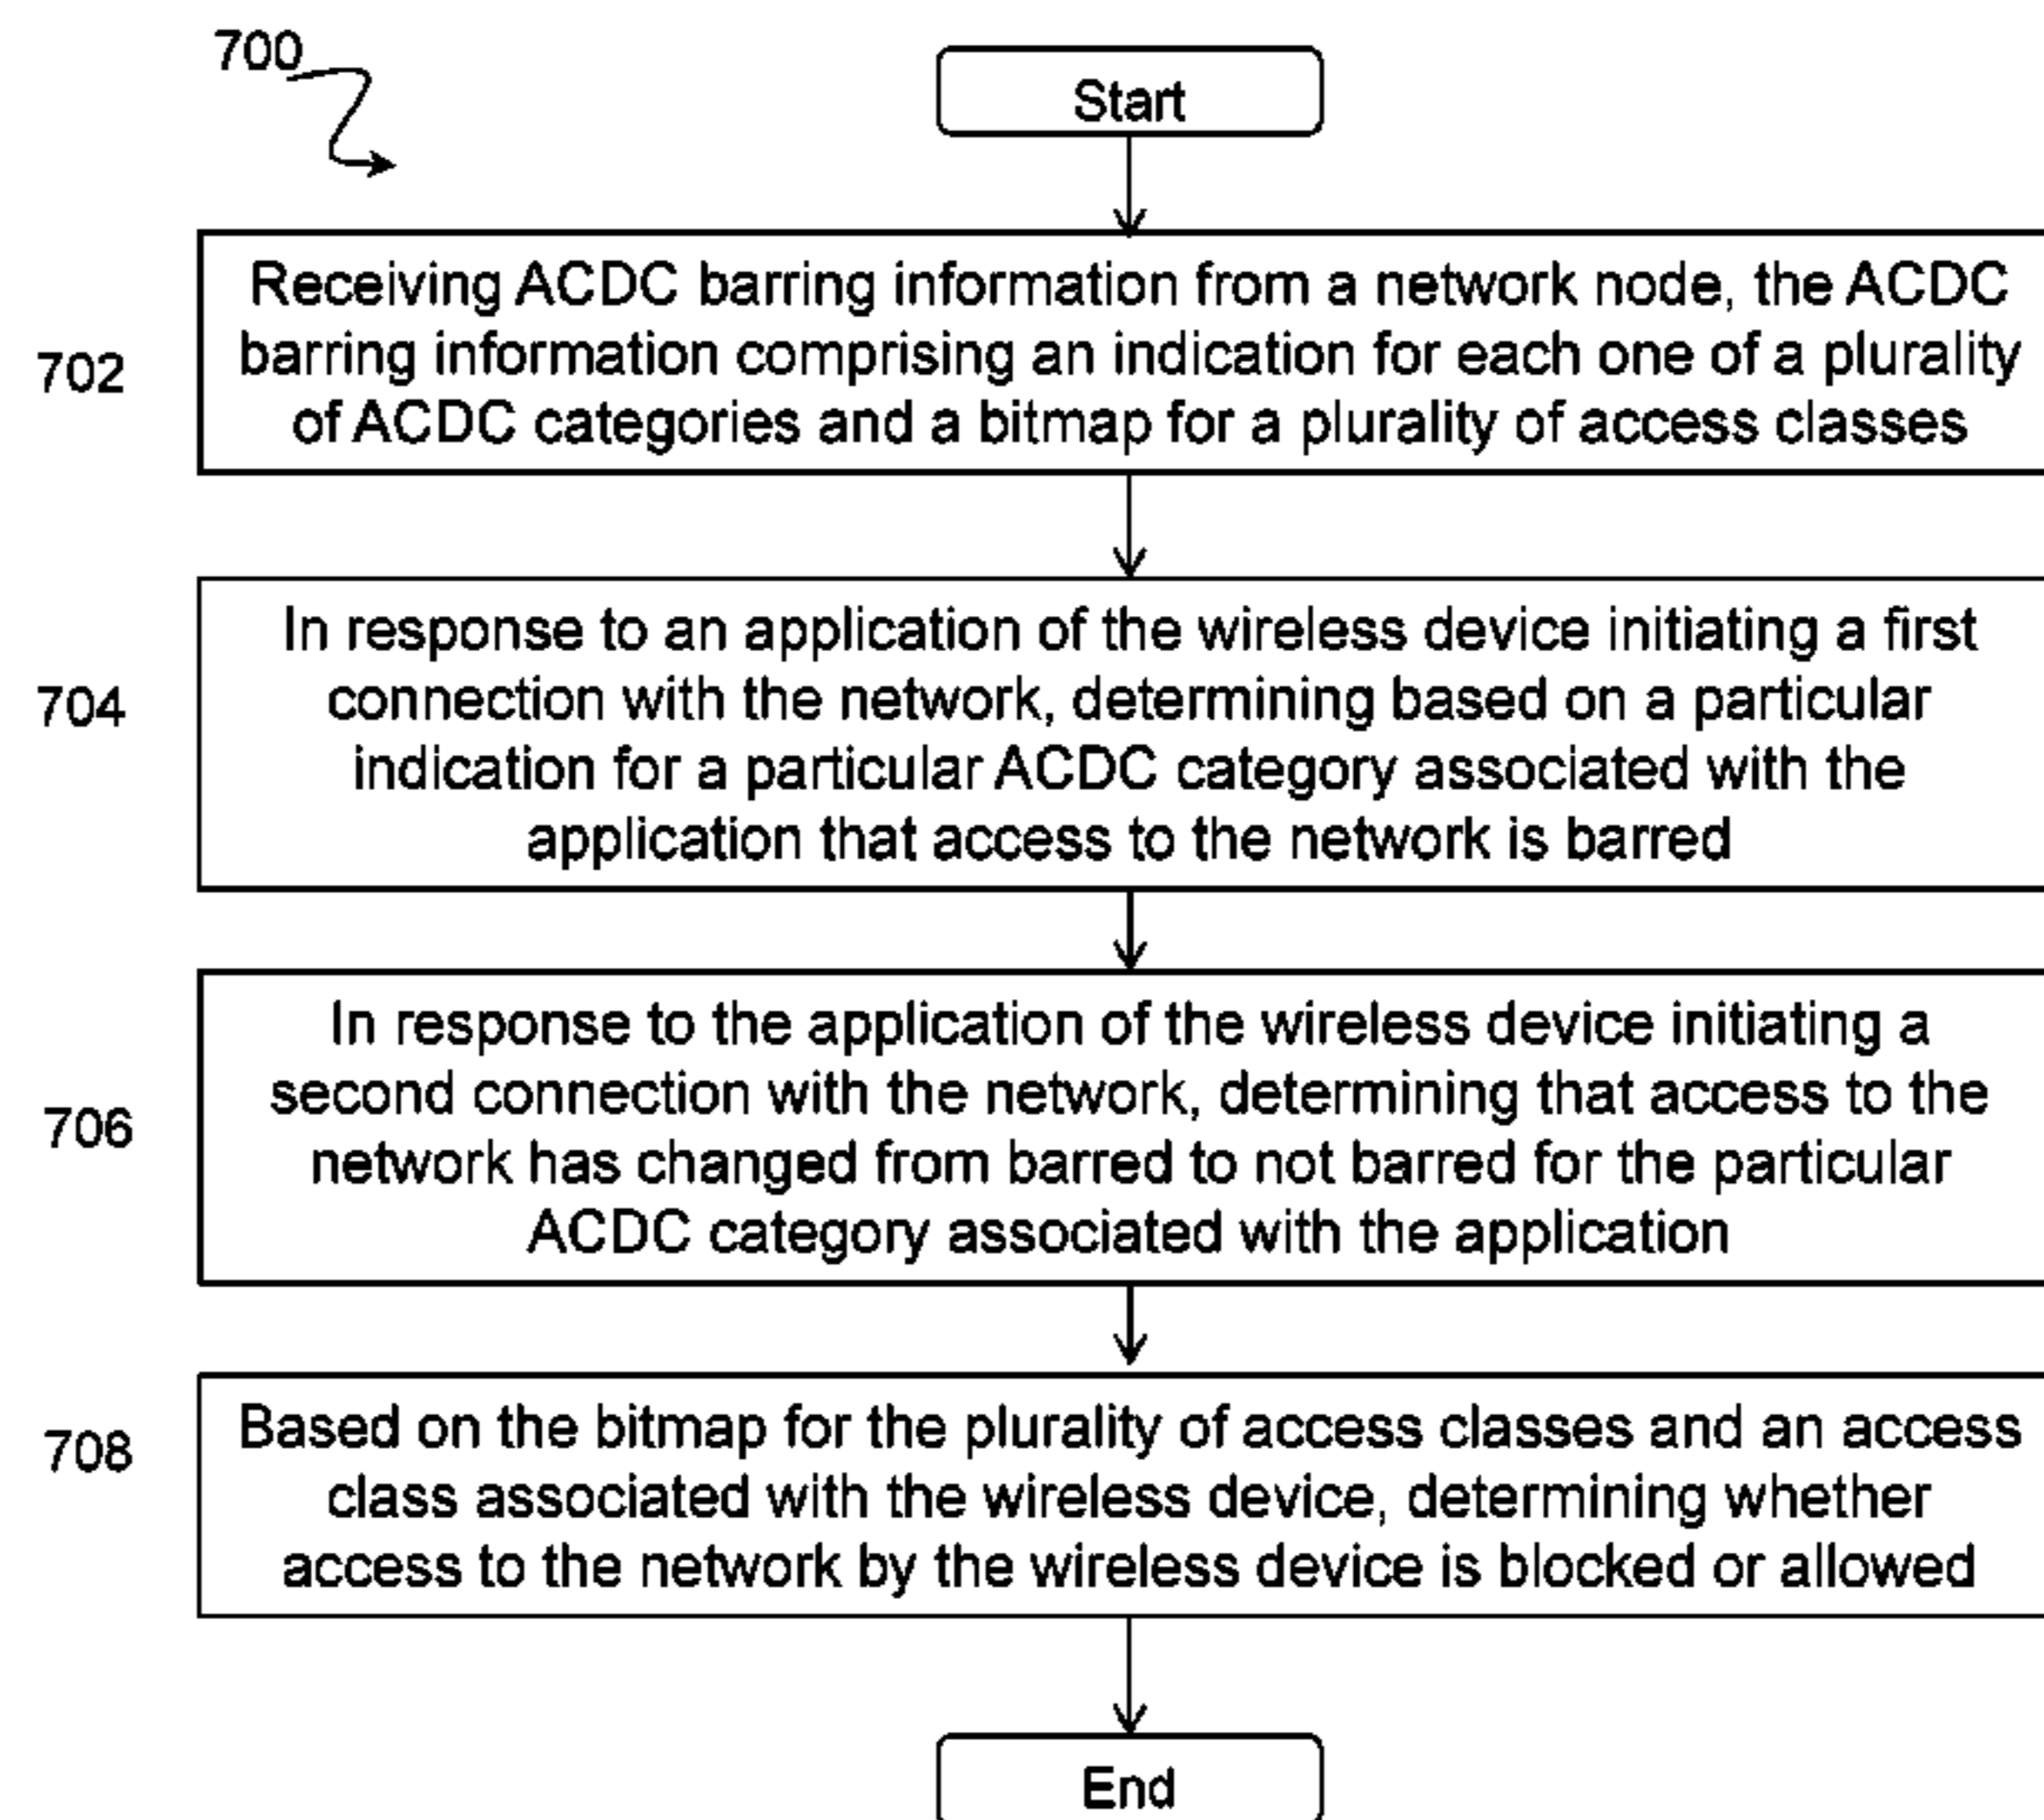 700
Start
702
Receiving ACDC barring information from a network node, the ACDC
barring information comprising an indication for each one of a plurality
of ACDC categories and a bitmap for a plurality of access classes
704
In response to an application of the wireless device initiating a first
connection with the network, determining based on a particular
indication for a particular ACDC category associated with the
application that access to the network is barred
706
In response to the application of the wireless device initiating a
second connection with the network, determining that access to the
network has changed from barred to not barred for the particular
ACDC category associated with the application
708
Based on the bitmap for the plurality of access classes and an access
class associated with the wireless device, determining whether
access to the network by the wireless device is blocked or allowed
End